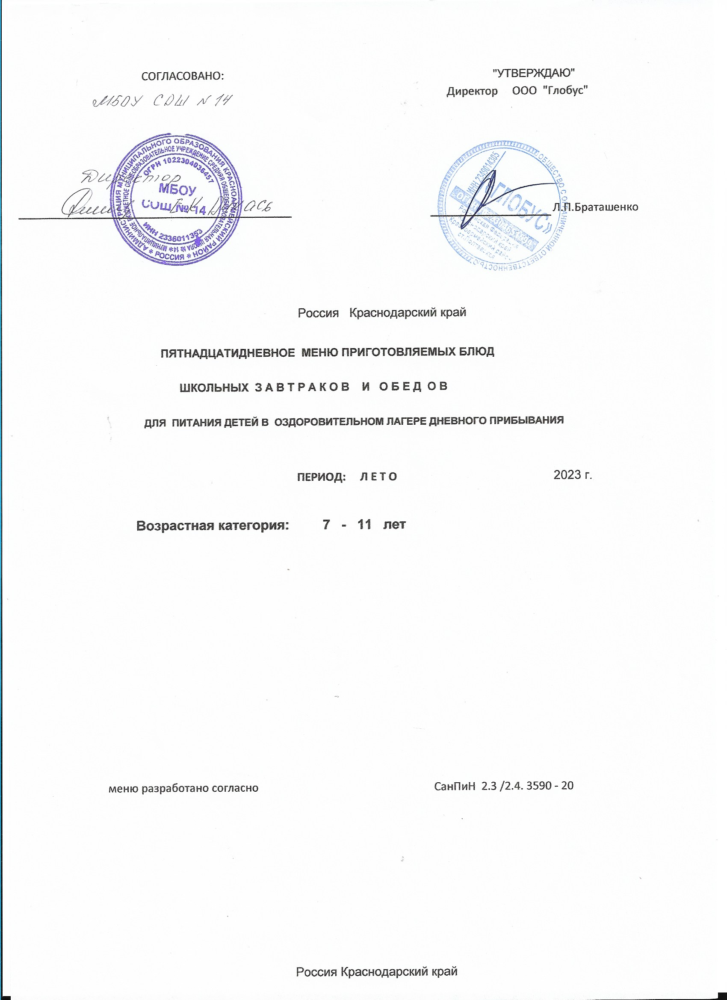 СОГЛАСОВАНО:
МБОУ СОШ N 14
"УТВЕРЖДАЮ"
Директор ООО "Глобус"
Директор
Е.К.
АДМИНИСТРАЦИЯ МУНИЦИПАЛЬНОГО ОБРАЗОВАНИЯ КРАСНОАРМЕЙСКИЙ РАЙОН * РОССИЯ *
МУНИЦИПАЛЬНОЕ БЮДЖЕТНОЕ ОБЩЕОБРАЗОВАТЕЛЬНОЕ УЧРЕЖДЕНИЕ СРЕДНЯЯ ОБЩЕОБРАЗОВАТЕЛЬНАЯ ШКОЛА № 14 *
ОГРН 1022304036457
МБОУ
СОШ № 14
ИНН 2336011353
ОБЩЕСТВО С ОГРАНИЧЕННОЙ ОТВЕТСТВЕННОСТЬЮ
ИНН 2349014305
«ГЛОБУС»
Российская Федерация
Краснодарский край
Красноармейский район
ст.Полтавская
Л.П.Браташенко
Россия Краснодарский край
ПЯТНАДЦАТИДНЕВНОЕ МЕНЮ ПРИГОТОВЛЯЕМЫХ БЛЮД
ШКОЛЬНЫХ З А В Т Р А К О В И О Б Е Д О В
ДЛЯ ПИТАНИЯ ДЕТЕЙ В ОЗДОРОВИТЕЛЬНОМ ЛАГЕРЕ ДНЕВНОГО ПРИБЫВАНИЯ
ПЕРИОД: Л Е Т О 2023 г.
Возрастная категория: 7 - 11 лет
меню разработано согласно СанПиН 2.3 /2.4. 3590 - 20
Россия Краснодарский край